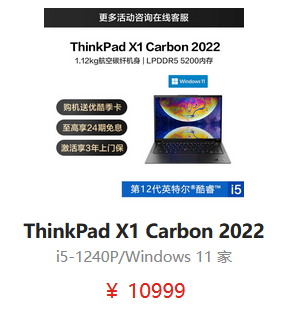 更多活动咨询在线客服
ThinkPad X1 Carbon 2022
1.12kg航空碳纤机身 | LPDDR5 5200内存
Windows 11
购机送优酷季卡
至高享24期免息
激活享3年上门保
第12代英特尔®酷睿™ i5
ThinkPad X1 Carbon 2022
i5-1240P/Windows 11 家
¥ 10999